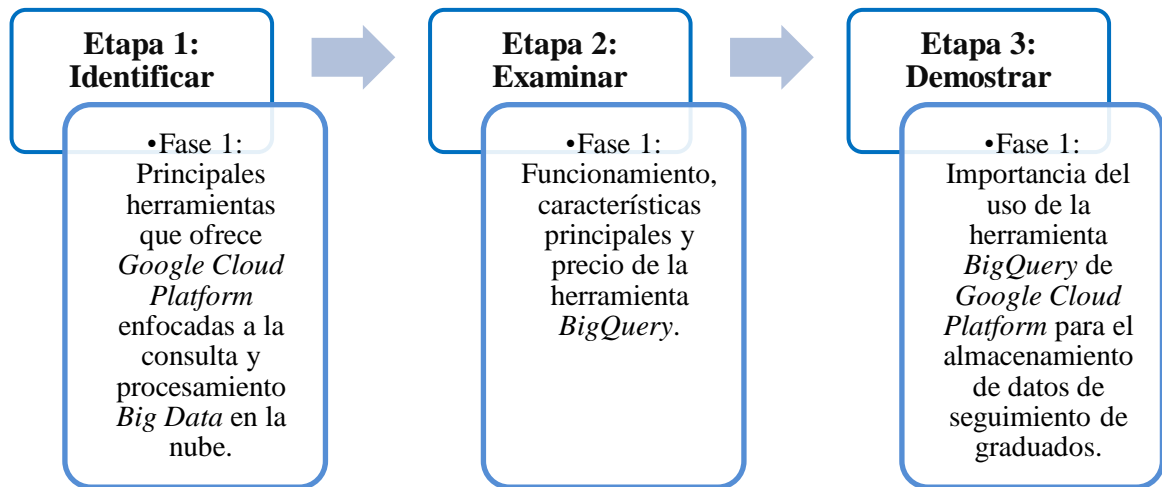 Etapa 1:
Identificar
•Fase 1:
Principales
herramientas
que ofrece
Google Cloud
Platform
enfocadas a la
consulta y
procesamiento
Big Data en la
nube.
Etapa 2:
Examinar
•Fase 1:
Funcionamiento,
características
principales y
precio de la
herramienta
BigQuery.
Etapa 3:
Demostrar
•Fase 1:
Importancia del
uso de la
herramienta
BigQuery de
Google Cloud
Platform para el
almacenamiento
de datos de
seguimiento de
graduados.